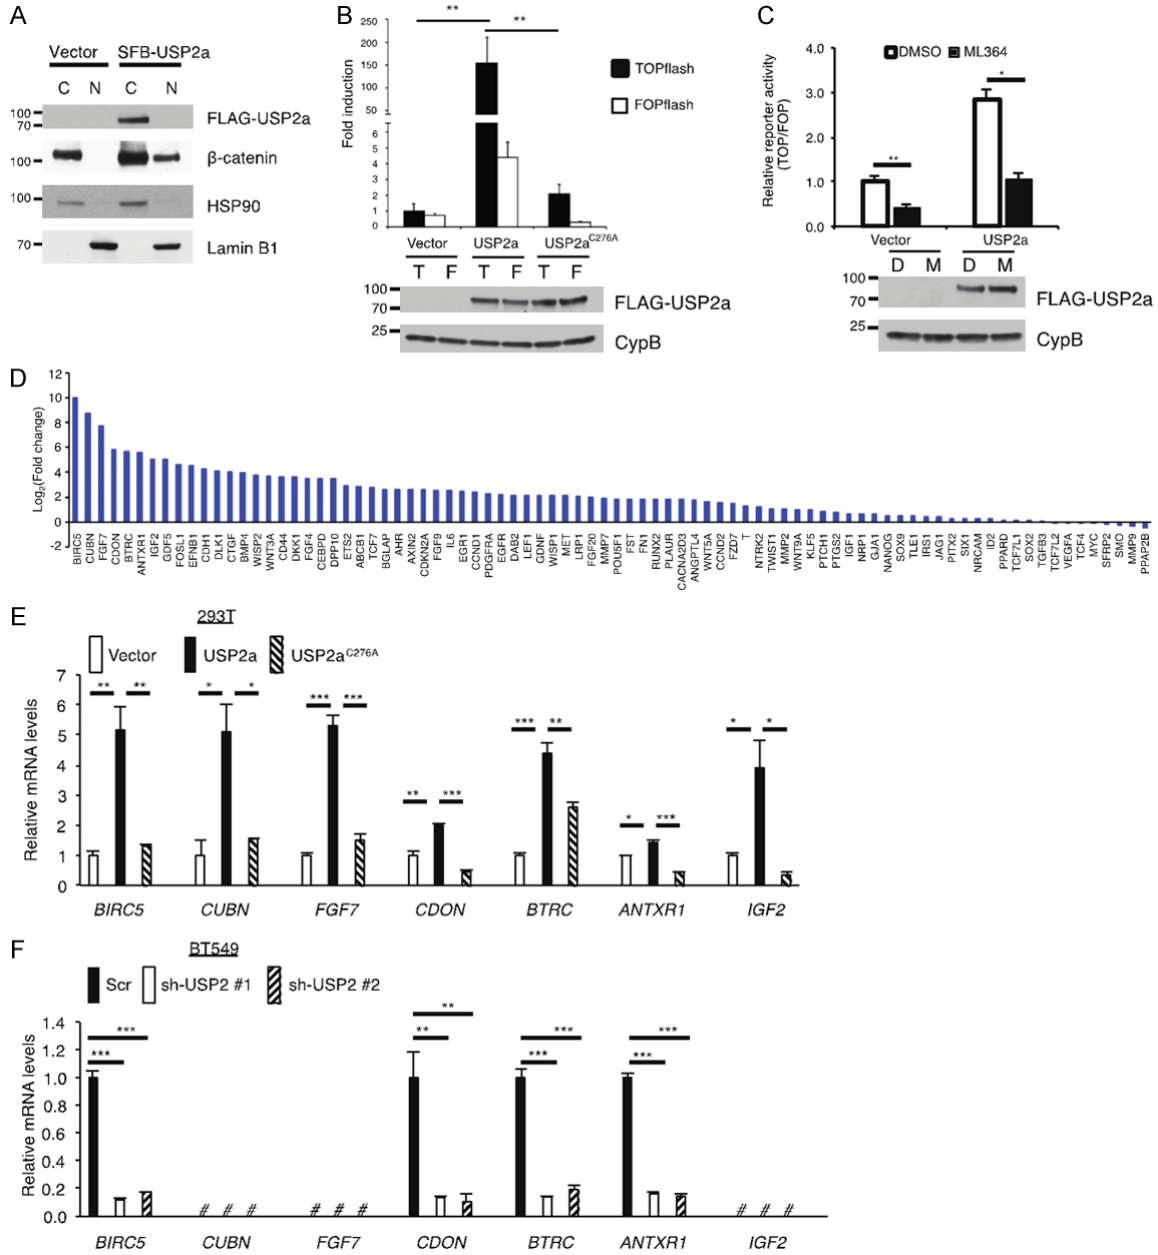 A
Vector SFB-USP2a
C N C N
100
70
FLAG-USP2a
100
β-catenin
100
HSP90
70
Lamin B1
B
** **
Fold induction
250
200
150
100
50
6
5
4
3
2
1
0
TOPflash
FOPflash
Vector USP2a USP2aC276A
T F T F T F
100
70
FLAG-USP2a
25
CypB
C
Relative reporter activity
(TOP/FOP)
4.0
3.0
2.0
1.0
0.0
DMSO ML364
** *
Vector USP2a
D M D M
100
70
FLAG-USP2a
25
CypB
D
Log2(Fold change)
12
10
8
6
4
2
0
-2
BIRC5 CUBN FGF7 CDON BTRC ANTXR1 IGF2 GDF5 FOSL1 EFNB1 CDH1 DLK1 CTGF BMP4 WISP2 WNT3A CD44 DKK1 FGF4 CEBPD DPP10 ETS2 ABCB1 TCF7 BGLAP AHR AXIN2 CDKN2A FGF9 IL6 EGR1 CCND1 PDGFRA EGFR DAB2 LEF1 GDNF WISP1 MET LRP1 FGF20 MMP7 POU5F1 FST FN1 RUNX2 PLAUR CACNA2D3 ANGPTL4 WNT5A CCND2 FZD7 T NTRK2 TWIST1 MMP2 WNT9A KLF5 PTCH1 PTGS2 IGF1 NRP1 GJA1 NANOG SOX9 TLE1 IRS1 JAG1 PITX2 SIX1 NRCAM ID2 PPARD TCF7L1 SOX2 TGFB3 TCF7L2 VEGFA TCF4 MYC SFRP2 SMO MMP9 PPAP2B
E
293T
Vector USP2a USP2aC276A
Relative mRNA levels
7
6
5
4
3
2
1
0
** ** * * *** *** ** *** *** ** * *** * *
BIRC5 CUBN FGF7 CDON BTRC ANTXR1 IGF2
F
BT549
Scr sh-USP2 #1 sh-USP2 #2
Relative mRNA levels
1.4
1.2
1.0
0.8
0.6
0.4
0.2
0.0
*** ** *** ***
*** ** *** ***
# # # # # # # # #
BIRC5 CUBN FGF7 CDON BTRC ANTXR1 IGF2